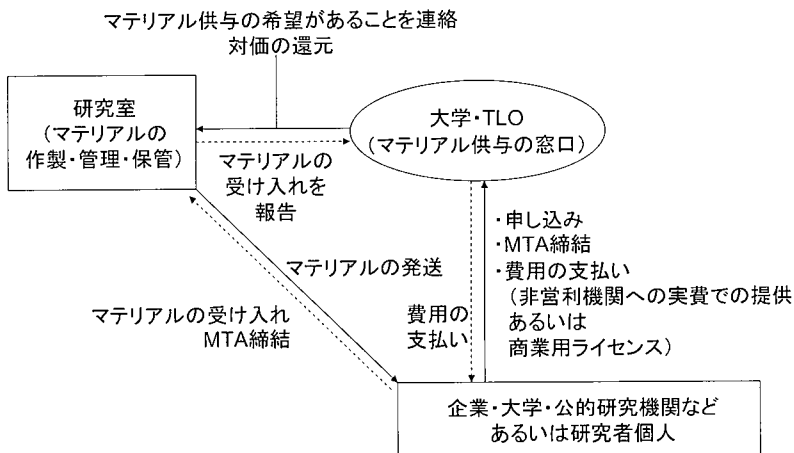 マテリアル供与の希望があることを連絡
対価の還元
研究室
(マテリアルの
作製・管理・保管)
大学・TLO
(マテリアル供与の窓口)
マテリアルの
受け入れを
報告
・申し込み
・MTA締結
・費用の支払い
(非営利機関への実費での提供
あるいは
商業用ライセンス)
マテリアルの発送
マテリアルの受け入れ
MTA締結
費用の
支払い
企業・大学・公的研究機関など
あるいは研究者個人